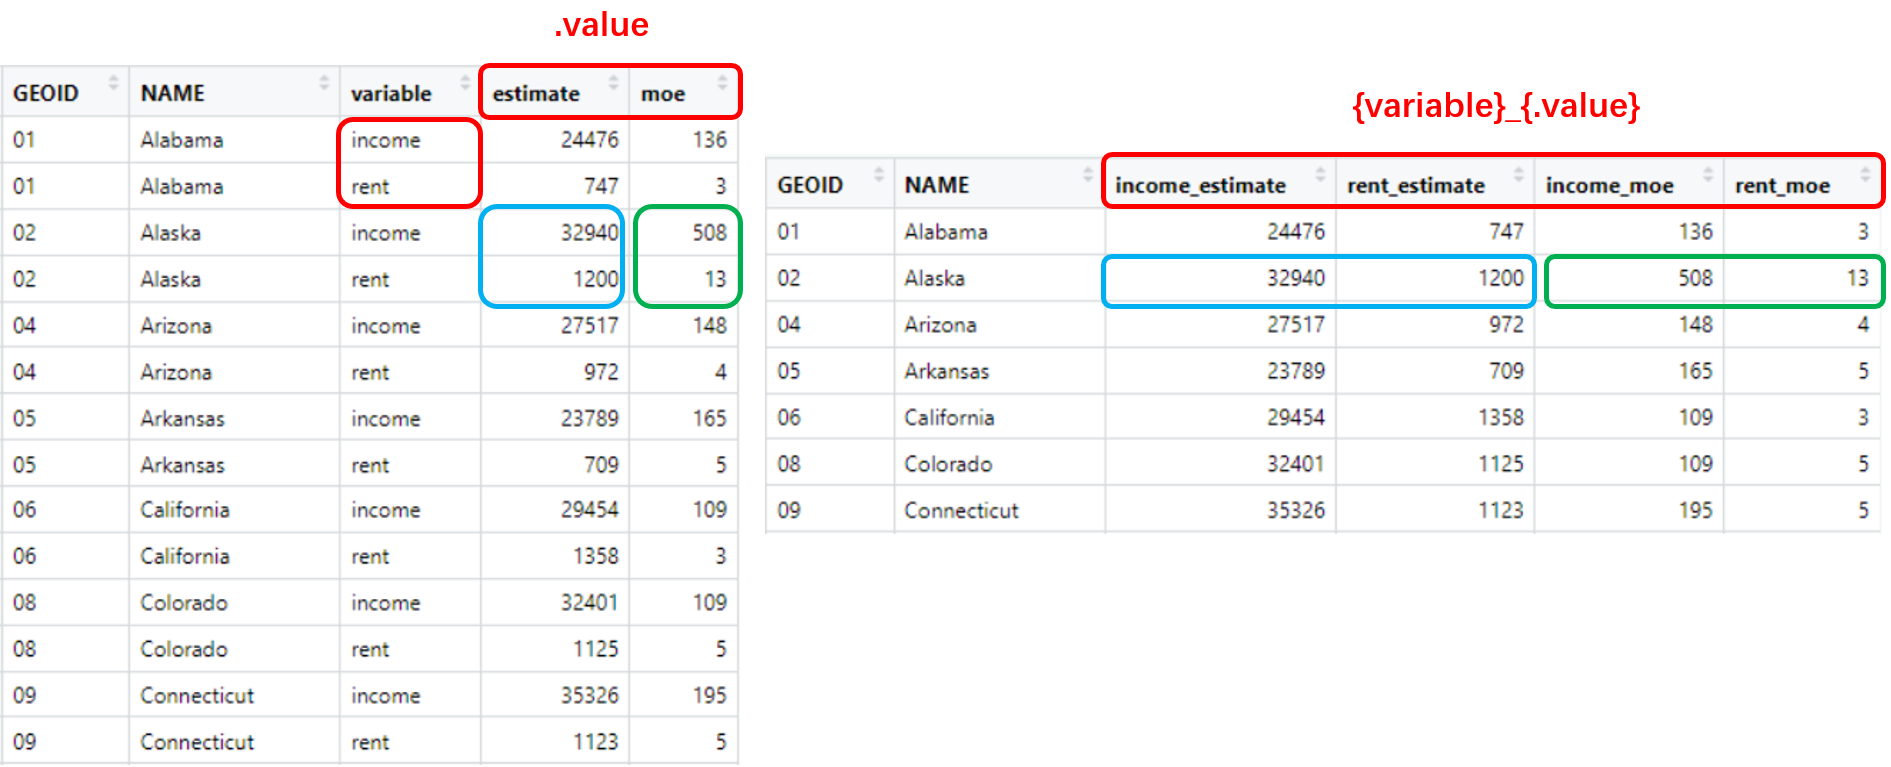 .value
GEOID NAME variable estimate moe
01 Alabama income 24476 136
01 Alabama rent 747 3
02 Alaska income 32940 508
02 Alaska rent 1200 13
04 Arizona income 27517 148
04 Arizona rent 972 4
05 Arkansas income 23789 165
05 Arkansas rent 709 5
06 California income 29454 109
06 California rent 1358 3
08 Colorado income 32401 109
08 Colorado rent 1125 5
09 Connecticut income 35326 195
09 Connecticut rent 1123 5
{variable}_{.value}
GEOID NAME income_estimate rent_estimate income_moe rent_moe
01 Alabama 24476 747 136 3
02 Alaska 32940 1200 508 13
04 Arizona 27517 972 148 4
05 Arkansas 23789 709 165 5
06 California 29454 1358 109 3
08 Colorado 32401 1125 109 5
09 Connecticut 35326 1123 195 5